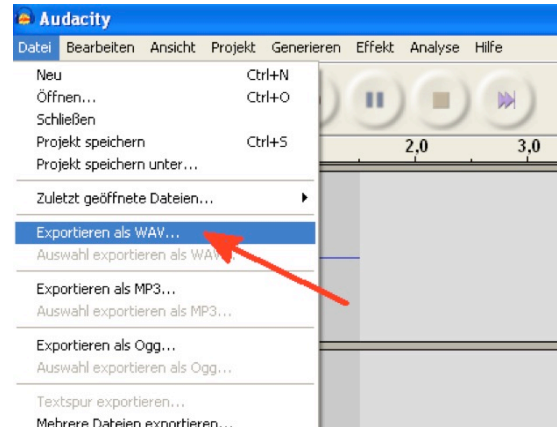 Audacity
Datei Bearbeiten Ansicht Projekt Generieren Effekt Analyse Hilfe
Neu Ctrl+N
Öffnen... Ctrl+O
Schließen
Projekt speichern Ctrl+S
Projekt speichern unter...
2,0 3,0
Zuletzt geöffnete Dateien...
Exportieren als WAV...
Auswahl exportieren als WAV...
Exportieren als MP3...
Auswahl exportieren als MP3...
Exportieren als Ogg...
Auswahl exportieren als Ogg...
Textspur exportieren...
Mehrere Dateien exportieren...